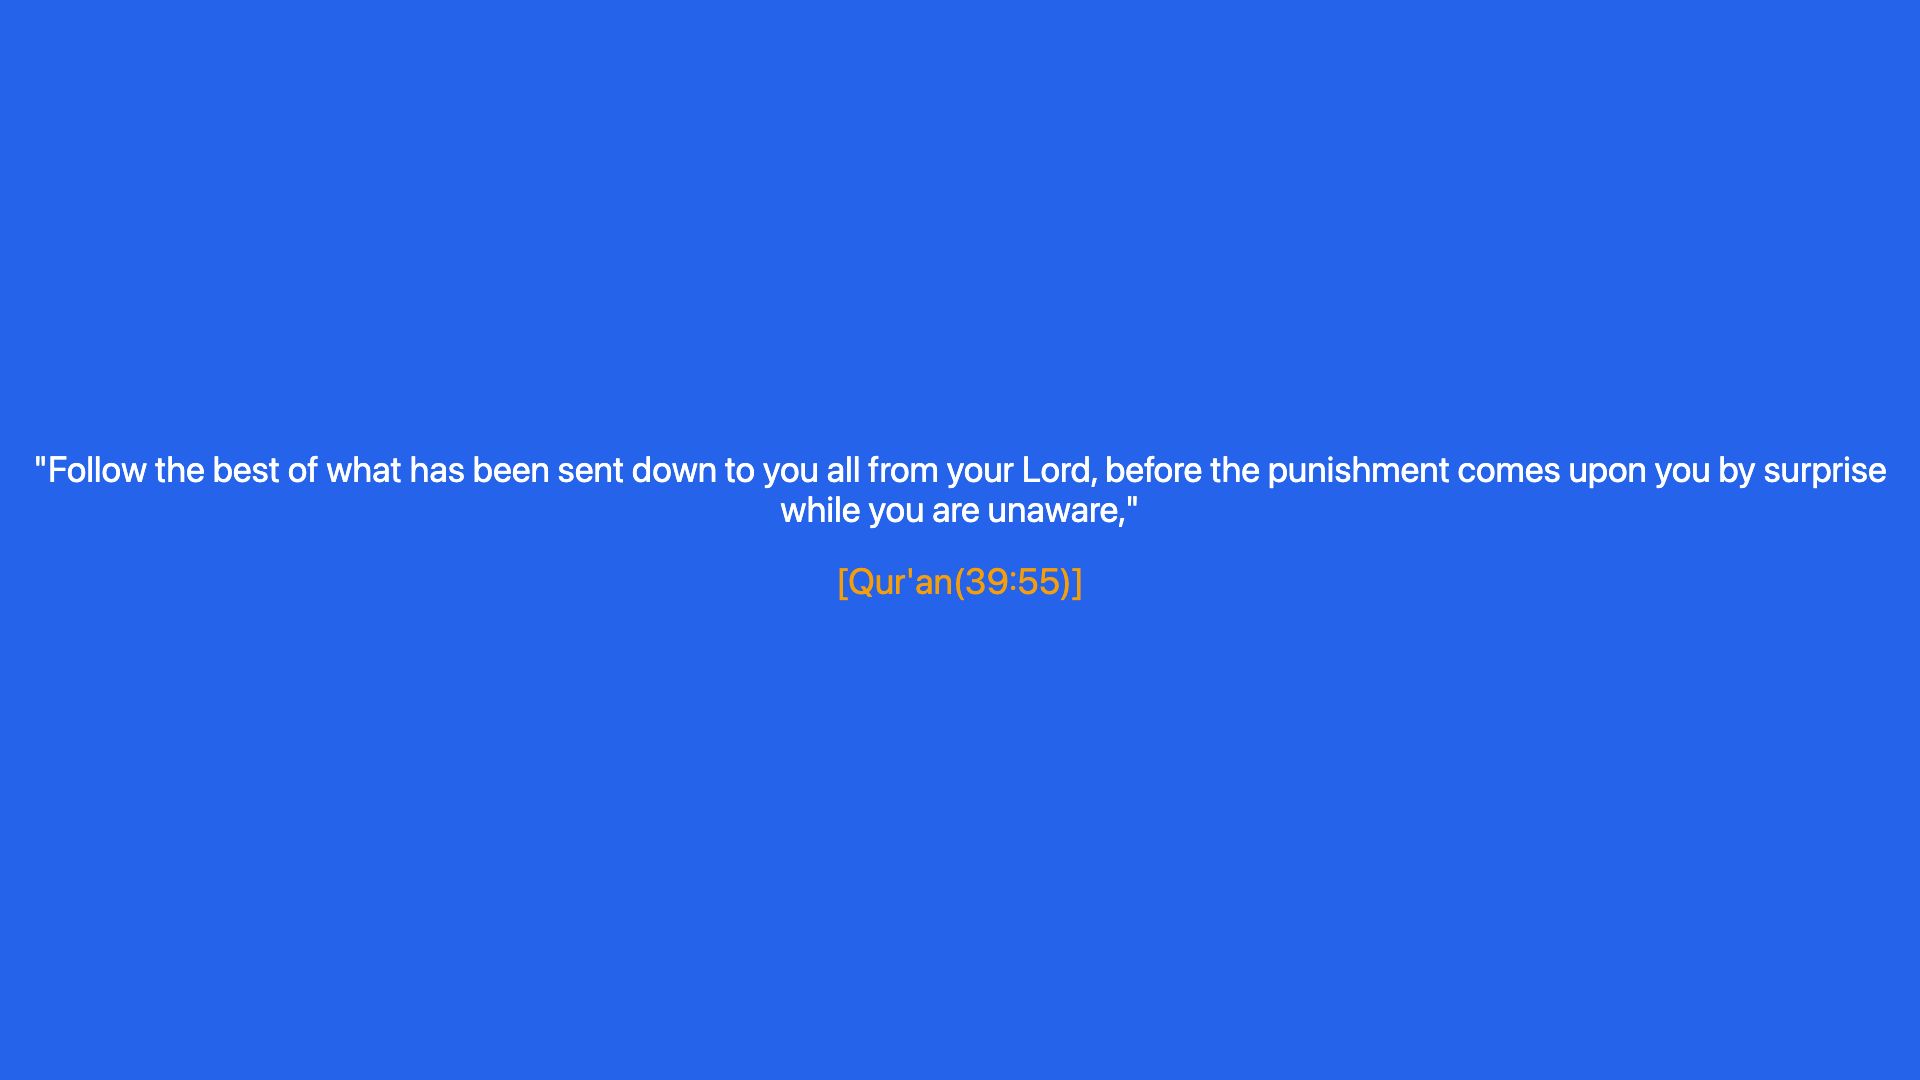 "Follow the best of what has been sent down to you all from your Lord, before the punishment comes upon you by surprise
while you are unaware,"
[Qur'an(39:55)]